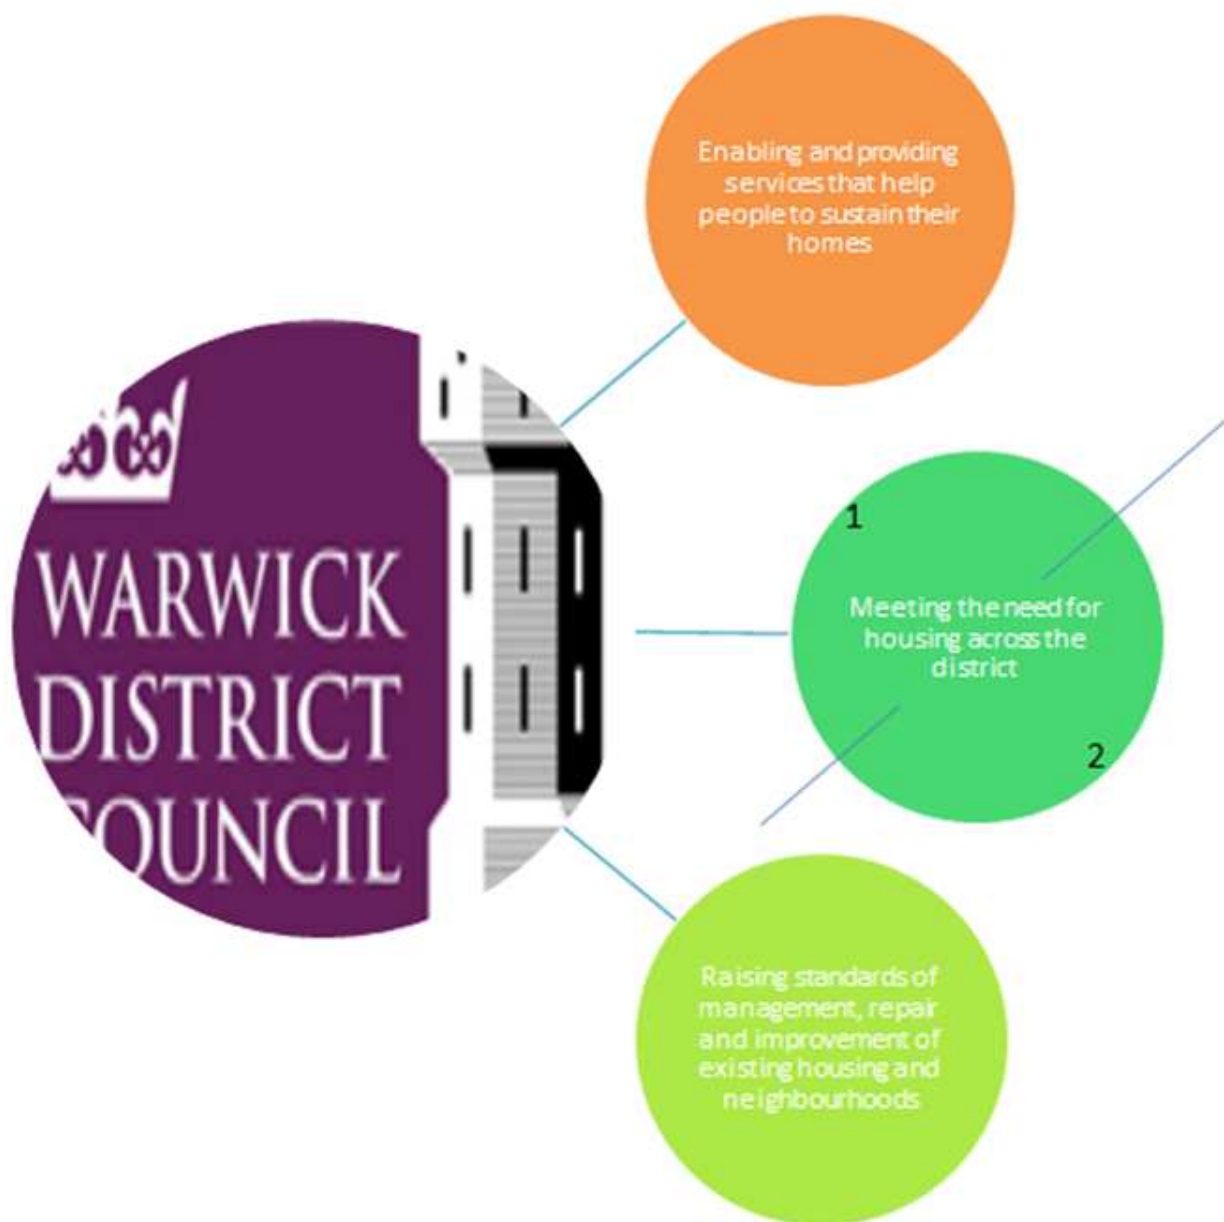 Enabling and providing
services that help
people to sustain their
homes
WARWICK
DISTRICT
COUNCIL
1
Meeting the need for
housing across the
district
2
Raising standards of
management, repair
and improvement of
existing housing and
neighbourhoods